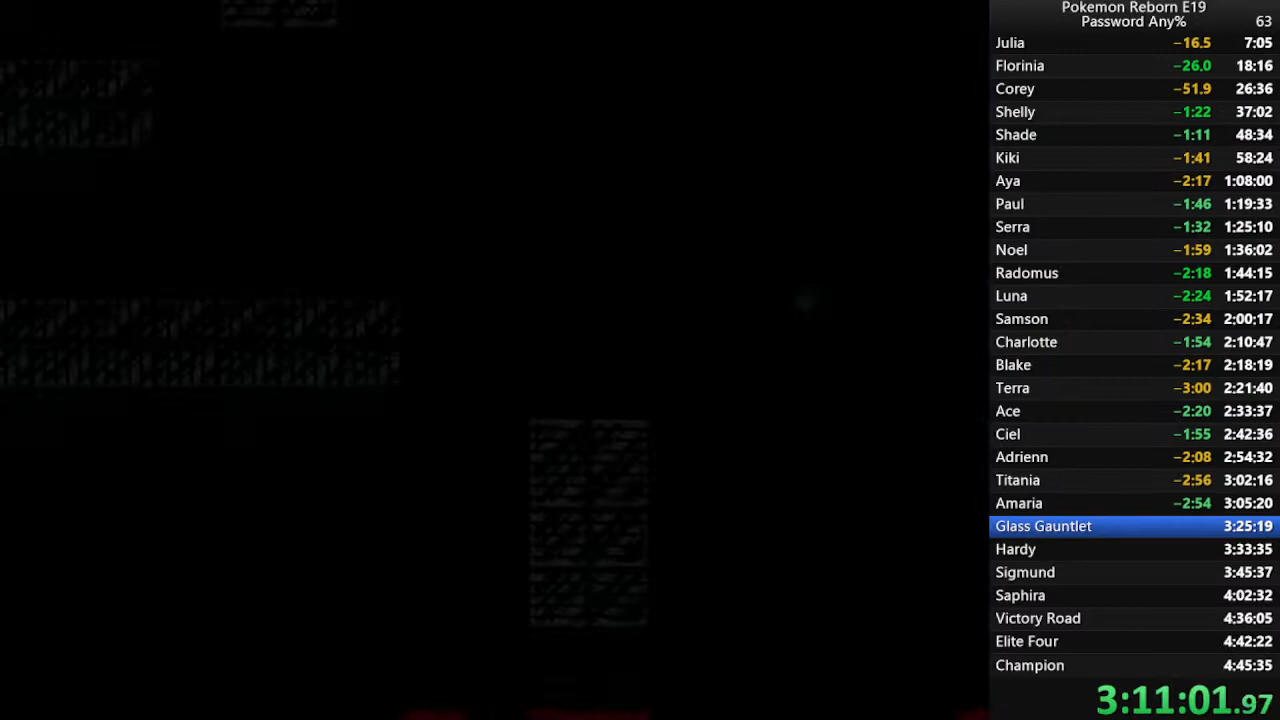 Pokemon Reborn E19
Password Any% 63
Julia −16.5 7:05
Florinia −26.0 18:16
Corey −51.9 26:36
Shelly −1:22 37:02
Shade −1:11 48:34
Kiki −1:41 58:24
Aya −2:17 1:08:00
Paul −1:46 1:19:33
Serra −1:32 1:25:10
Noel −1:59 1:36:02
Radomus −2:18 1:44:15
Luna −2:24 1:52:17
Samson −2:34 2:00:17
Charlotte −1:54 2:10:47
Blake −2:17 2:18:19
Terra −3:00 2:21:40
Ace −2:20 2:33:37
Ciel −1:55 2:42:36
Adrienn −2:08 2:54:32
Titania −2:56 3:02:16
Amaria −2:54 3:05:20
Glass Gauntlet 3:25:19
Hardy 3:33:35
Sigmund 3:45:37
Saphira 4:02:32
Victory Road 4:36:05
Elite Four 4:42:22
Champion 4:45:35
3:11:01.97